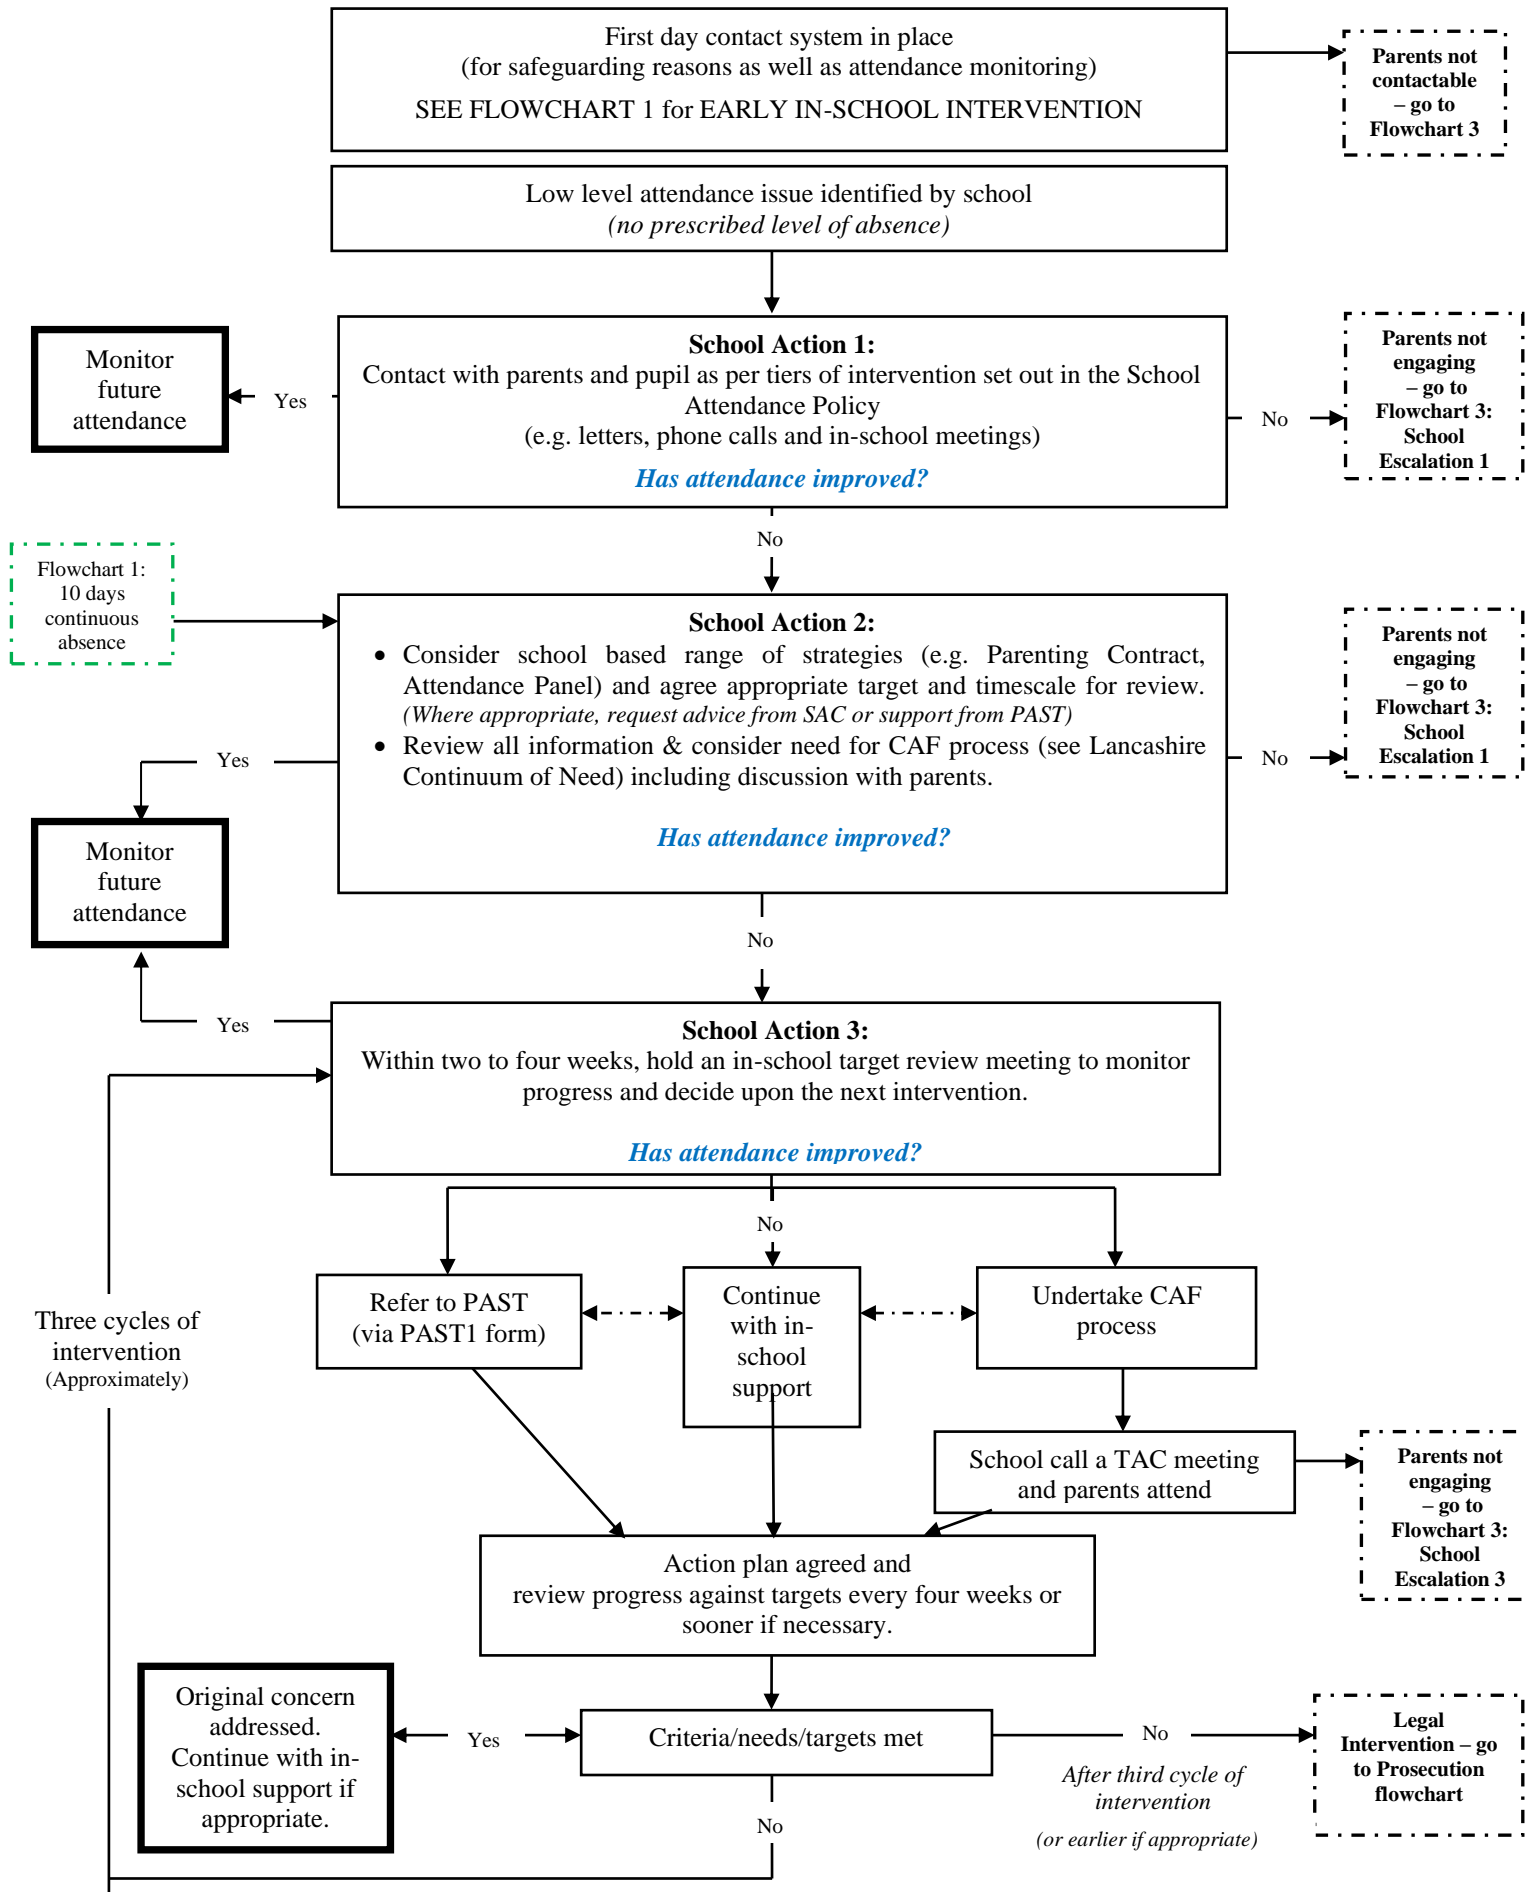 First day contact system in place
(for safeguarding reasons as well as attendance monitoring)
SEE FLOWCHART 1 for EARLY IN-SCHOOL INTERVENTION
Parents not
contactable
– go to
Flowchart 3
Low level attendance issue identified by school
(no prescribed level of absence)
Monitor
future
attendance
Yes
School Action 1:
Contact with parents and pupil as per tiers of intervention set out in the School
Attendance Policy
(e.g. letters, phone calls and in-school meetings)
Has attendance improved?
No
Parents not
engaging
– go to
Flowchart 3:
School
Escalation 1
No
Flowchart 1:
10 days
continuous
absence
School Action 2:
• Consider school based range of strategies (e.g. Parenting Contract,
Attendance Panel) and agree appropriate target and timescale for review.
(Where appropriate, request advice from SAC or support from PAST)
• Review all information & consider need for CAF process (see Lancashire
Continuum of Need) including discussion with parents.
Has attendance improved?
Yes
No
Parents not
engaging
– go to
Flowchart 3:
School
Escalation 1
Monitor
future
attendance
No
Yes
School Action 3:
Within two to four weeks, hold an in-school target review meeting to monitor
progress and decide upon the next intervention.
Has attendance improved?
No
Three cycles of
intervention
(Approximately)
Refer to PAST
(via PAST1 form)
Continue
with in-
school
support
Undertake CAF
process
School call a TAC meeting
and parents attend
Parents not
engaging
– go to
Flowchart 3:
School
Escalation 3
Action plan agreed and
review progress against targets every four weeks or
sooner if necessary.
Original concern
addressed.
Continue with in-
school support if
appropriate.
Yes
Criteria/needs/targets met
No
After third cycle of
intervention
(or earlier if appropriate)
Legal
Intervention – go
to Prosecution
flowchart
No